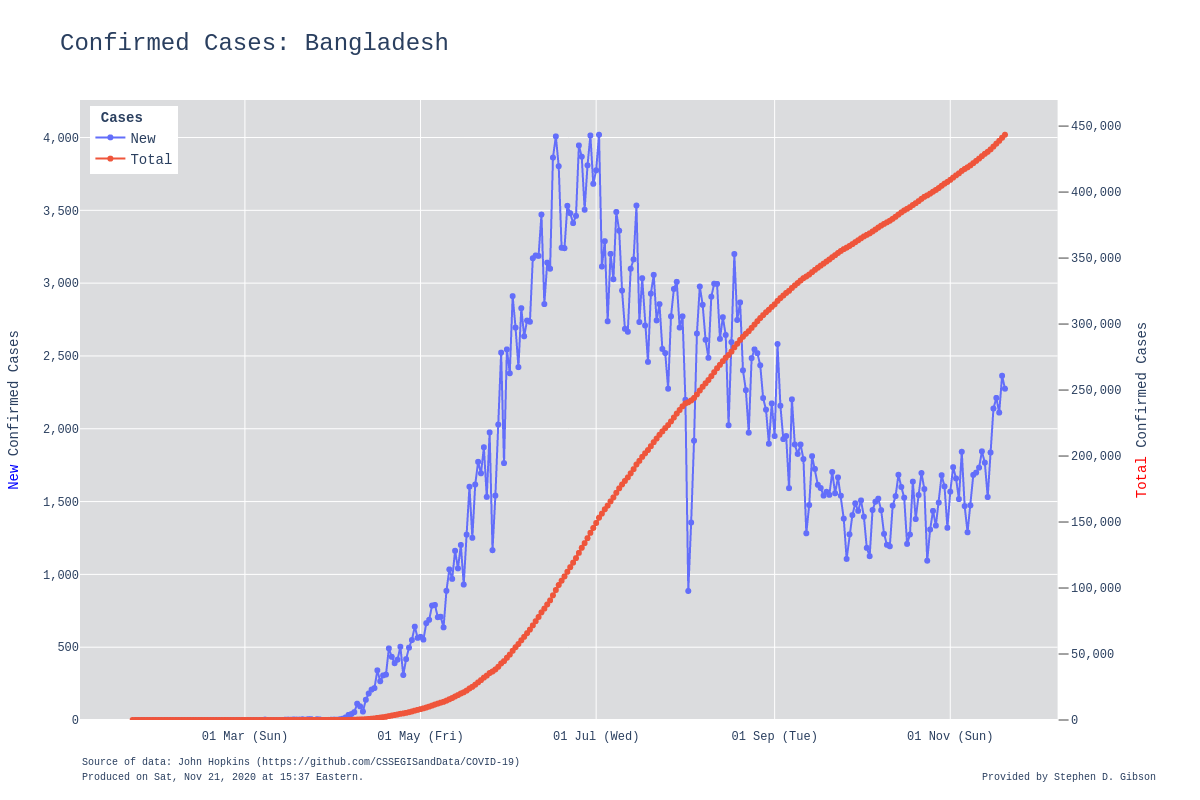 Confirmed Cases: Bangladesh
Cases
New
Total
4,000
3,500
3,000
2,500
2,000
1,500
1,000
500
0
New Confirmed Cases
450,000
400,000
350,000
300,000
250,000
200,000
150,000
100,000
50,000
0
Total Confirmed Cases
01 Mar (Sun)
01 May (Fri)
01 Jul (Wed)
01 Sep (Tue)
01 Nov (Sun)
Source of data: John Hopkins (https://github.com/CSSEGISandData/COVID-19)
Produced on Sat, Nov 21, 2020 at 15:37 Eastern.
Provided by Stephen D. Gibson